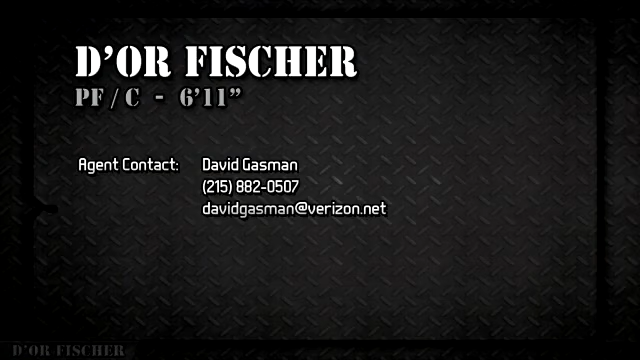 D'OR FISCHER
PF / C - 6'11"
Agent Contact: David Gasman
(215) 882-0507
davidgasman@verizon.net
D'OR FISCHER